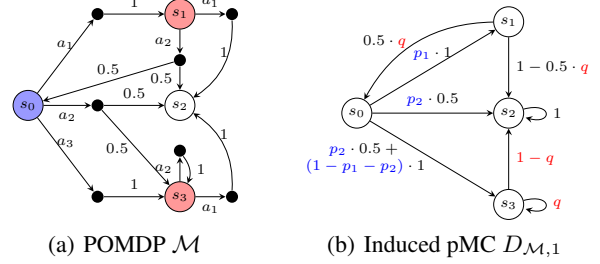 1
s₁
a₁
a₁
a₂
0.5
0.5
1
s₀
a₂
0.5
s₂
a₃
0.5
1
a₂
1
1
s₃
a₁
(a) POMDP 𝓜
s₁
0.5 · q
p₁ · 1
1 − 0.5 · q
s₀
p₂ · 0.5
s₂
1
p₂ · 0.5 +
(1 - p₁ - p₂) · 1
1 − q
s₃
q
(b) Induced pMC D𝓜,₁